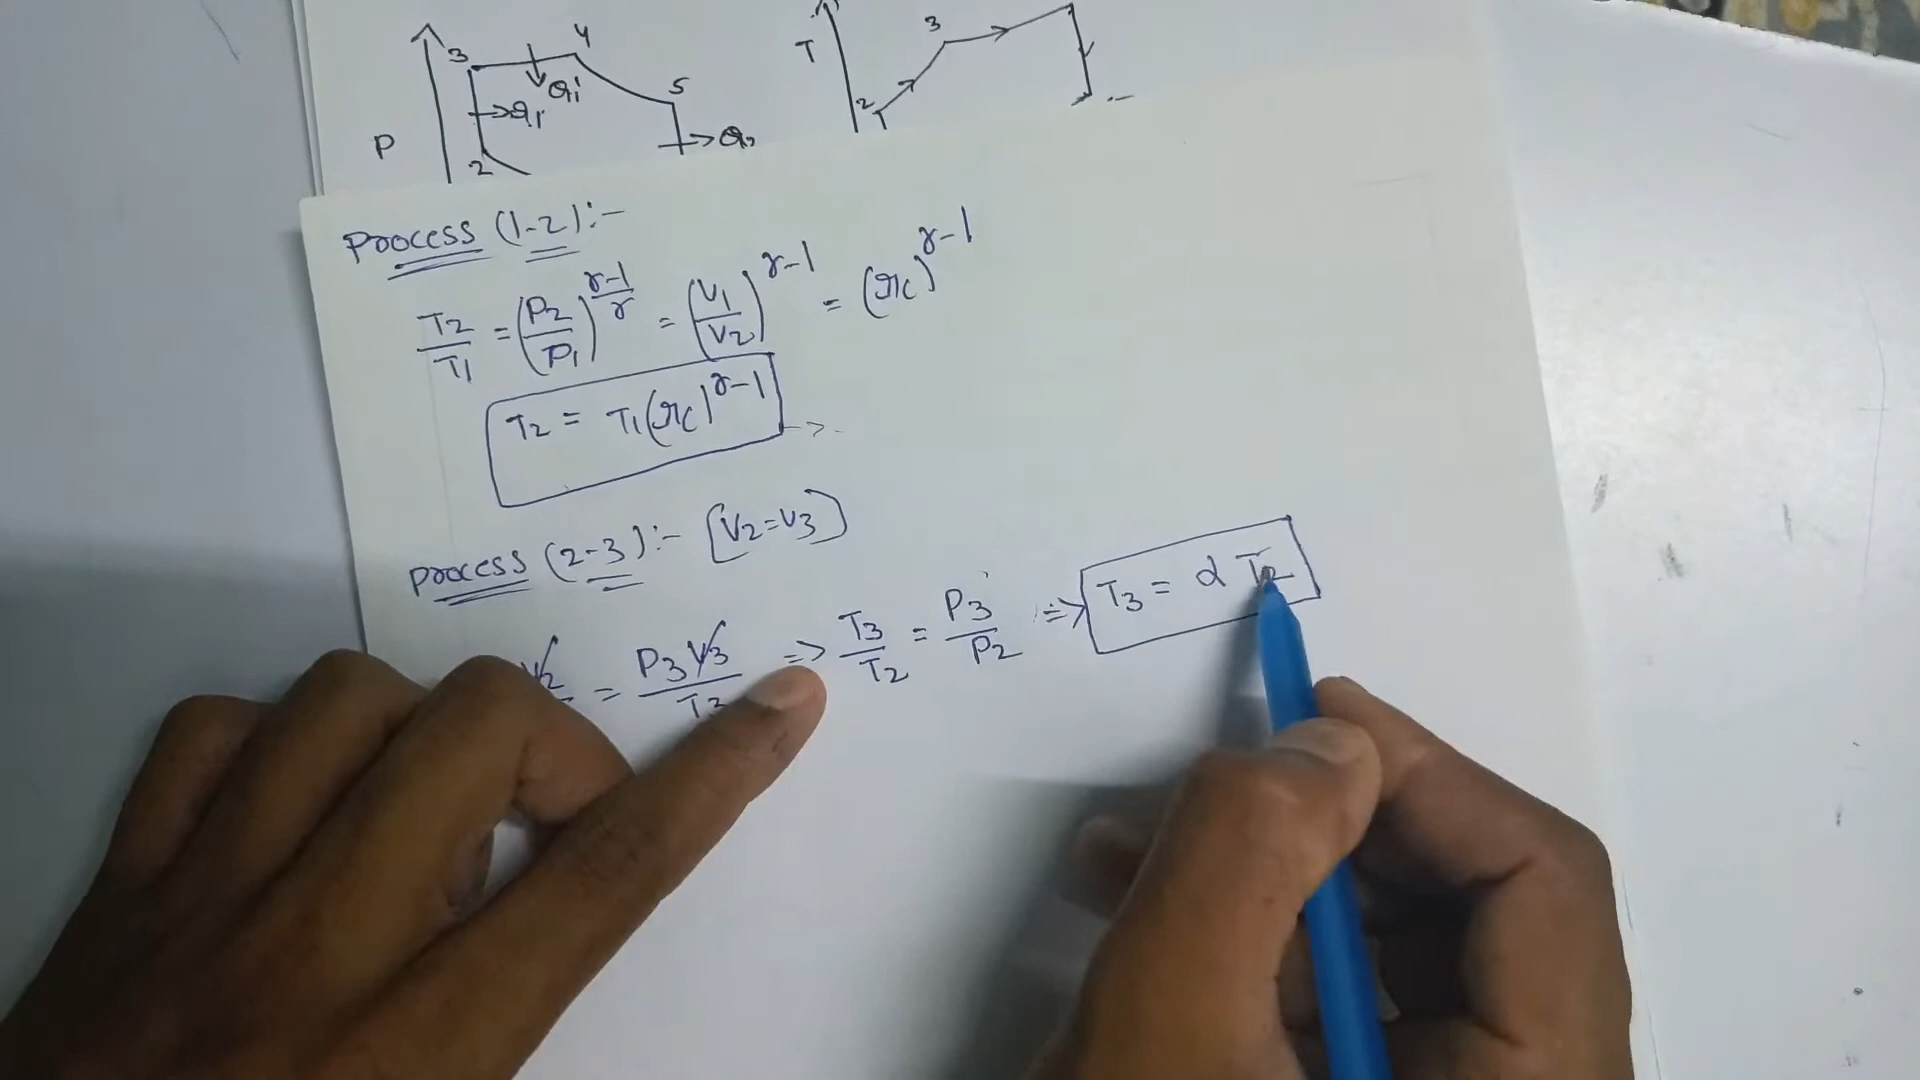 3 4 T 3
Q₁' 5
→Q₁ 2
P →Q₂
2
Process (1-2):-
T₂/T₁ = (P₂/P₁)^(γ-1/γ) = (V₁/V₂)^(γ-1) = (rc)^(γ-1)
T₂ = T₁(rc)^(γ-1)
Process (2-3):- [V₂=V₃]
V₂ = P₃V₃/T₃ => T₃/T₂ = P₃/P₂ => T₃ = α T₂